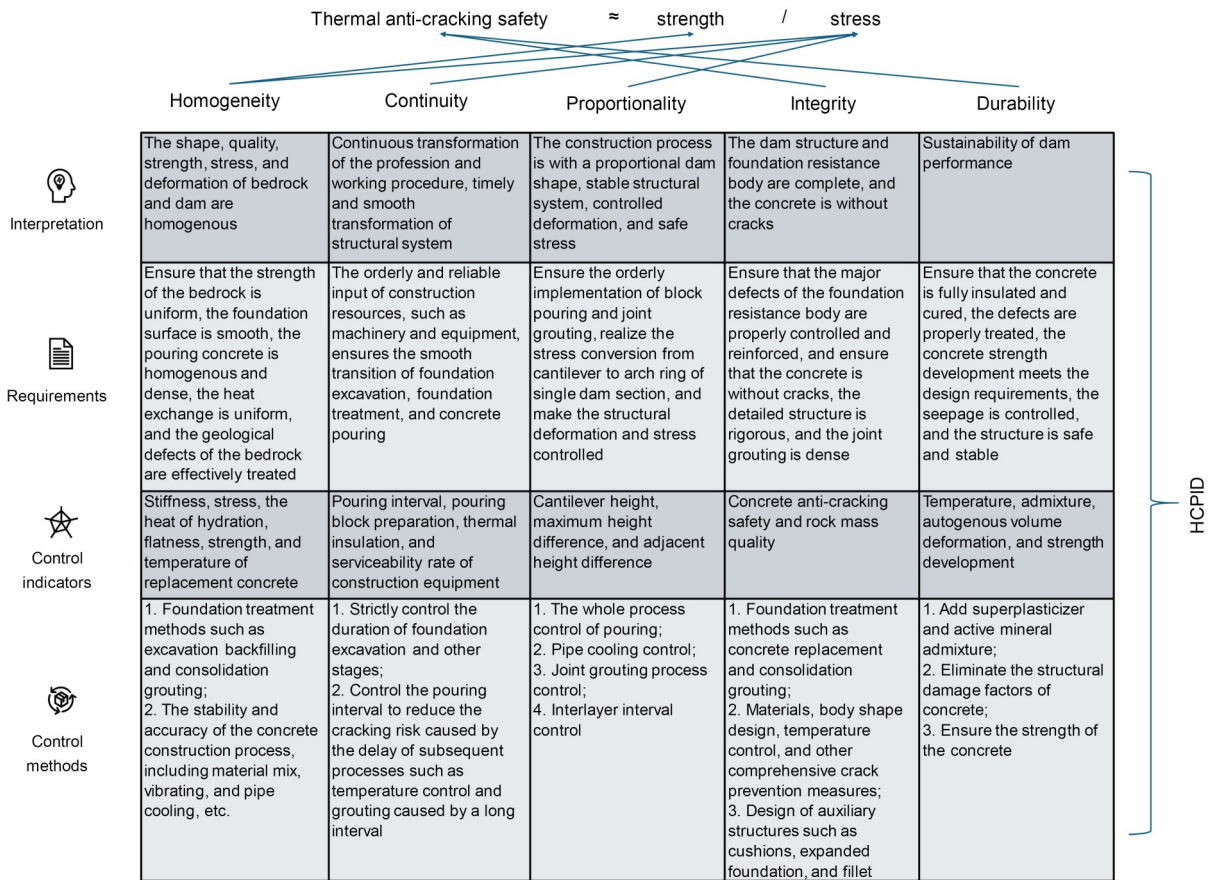 Thermal anti-cracking safety ≈ strength / stress
Homogeneity Continuity Proportionality Integrity Durability
Interpretation
The shape, quality,
strength, stress, and
deformation of bedrock
and dam are
homogenous
Continuous transformation
of the profession and
working procedure, timely
and smooth
transformation of
structural system
The construction process
is with a proportional dam
shape, stable structural
system, controlled
deformation, and safe
stress
The dam structure and
foundation resistance
body are complete, and
the concrete is without
cracks
Sustainability of dam
performance
Requirements
Ensure that the strength
of the bedrock is
uniform, the foundation
surface is smooth, the
pouring concrete is
homogeneous and
dense, the heat
exchange is uniform,
and the geological
defects of the bedrock
are effectively treated
The orderly and reliable
input of construction
resources, such as
machinery and equipment,
ensures the smooth
transition of foundation
excavation, foundation
treatment, and concrete
pouring
Ensure the orderly
implementation of block
pouring and joint
grouting, realize the
stress conversion from
cantilever to arch ring of
single dam section, and
make the structural
deformation and stress
controlled
Ensure that the major
defects of the foundation
resistance body are
properly controlled and
reinforced, and ensure
that the concrete is
without cracks, the
detailed structure is
rigorous, and the joint
grouting is dense
Ensure that the concrete
is fully insulated and
cured, the defects are
properly treated, the
concrete strength
development meets the
design requirements, the
seepage is controlled,
and the structure is safe
and stable
Control
indicators
Stiffness, stress, the
heat of hydration,
flatness, strength, and
temperature of
replacement concrete
Pouring interval, pouring
block preparation, thermal
insulation, and
serviceability rate of
construction equipment
Cantilever height,
maximum height
difference, and adjacent
height difference
Concrete anti-cracking
safety and rock mass
quality
Temperature, admixture,
autogenous volume
deformation, and strength
development
Control
methods
1. Foundation treatment
methods such as
excavation backfilling
and consolidation
grouting;
2. The stability and
accuracy of the concrete
construction process,
including material mix,
vibrating, and pipe
cooling, etc.
1. Strictly control the
duration of foundation
excavation and other
stages;
2. Control the pouring
interval to reduce the
cracking risk caused by
the delay of subsequent
processes such as
temperature control and
grouting caused by a long
interval
1. The whole process
control of pouring;
2. Pipe cooling control;
3. Joint grouting process
control;
4. Interlayer interval
control
1. Foundation treatment
methods such as
concrete replacement
and consolidation
grouting;
2. Materials, body shape
design, temperature
control, and other
comprehensive crack
prevention measures;
3. Design of auxiliary
structures such as
cushions, expanded
foundation, and fillet
1. Add superplasticizer
and active mineral
admixture;
2. Eliminate the structural
damage factors of
concrete;
3. Ensure the strength of
the concrete
HCPID